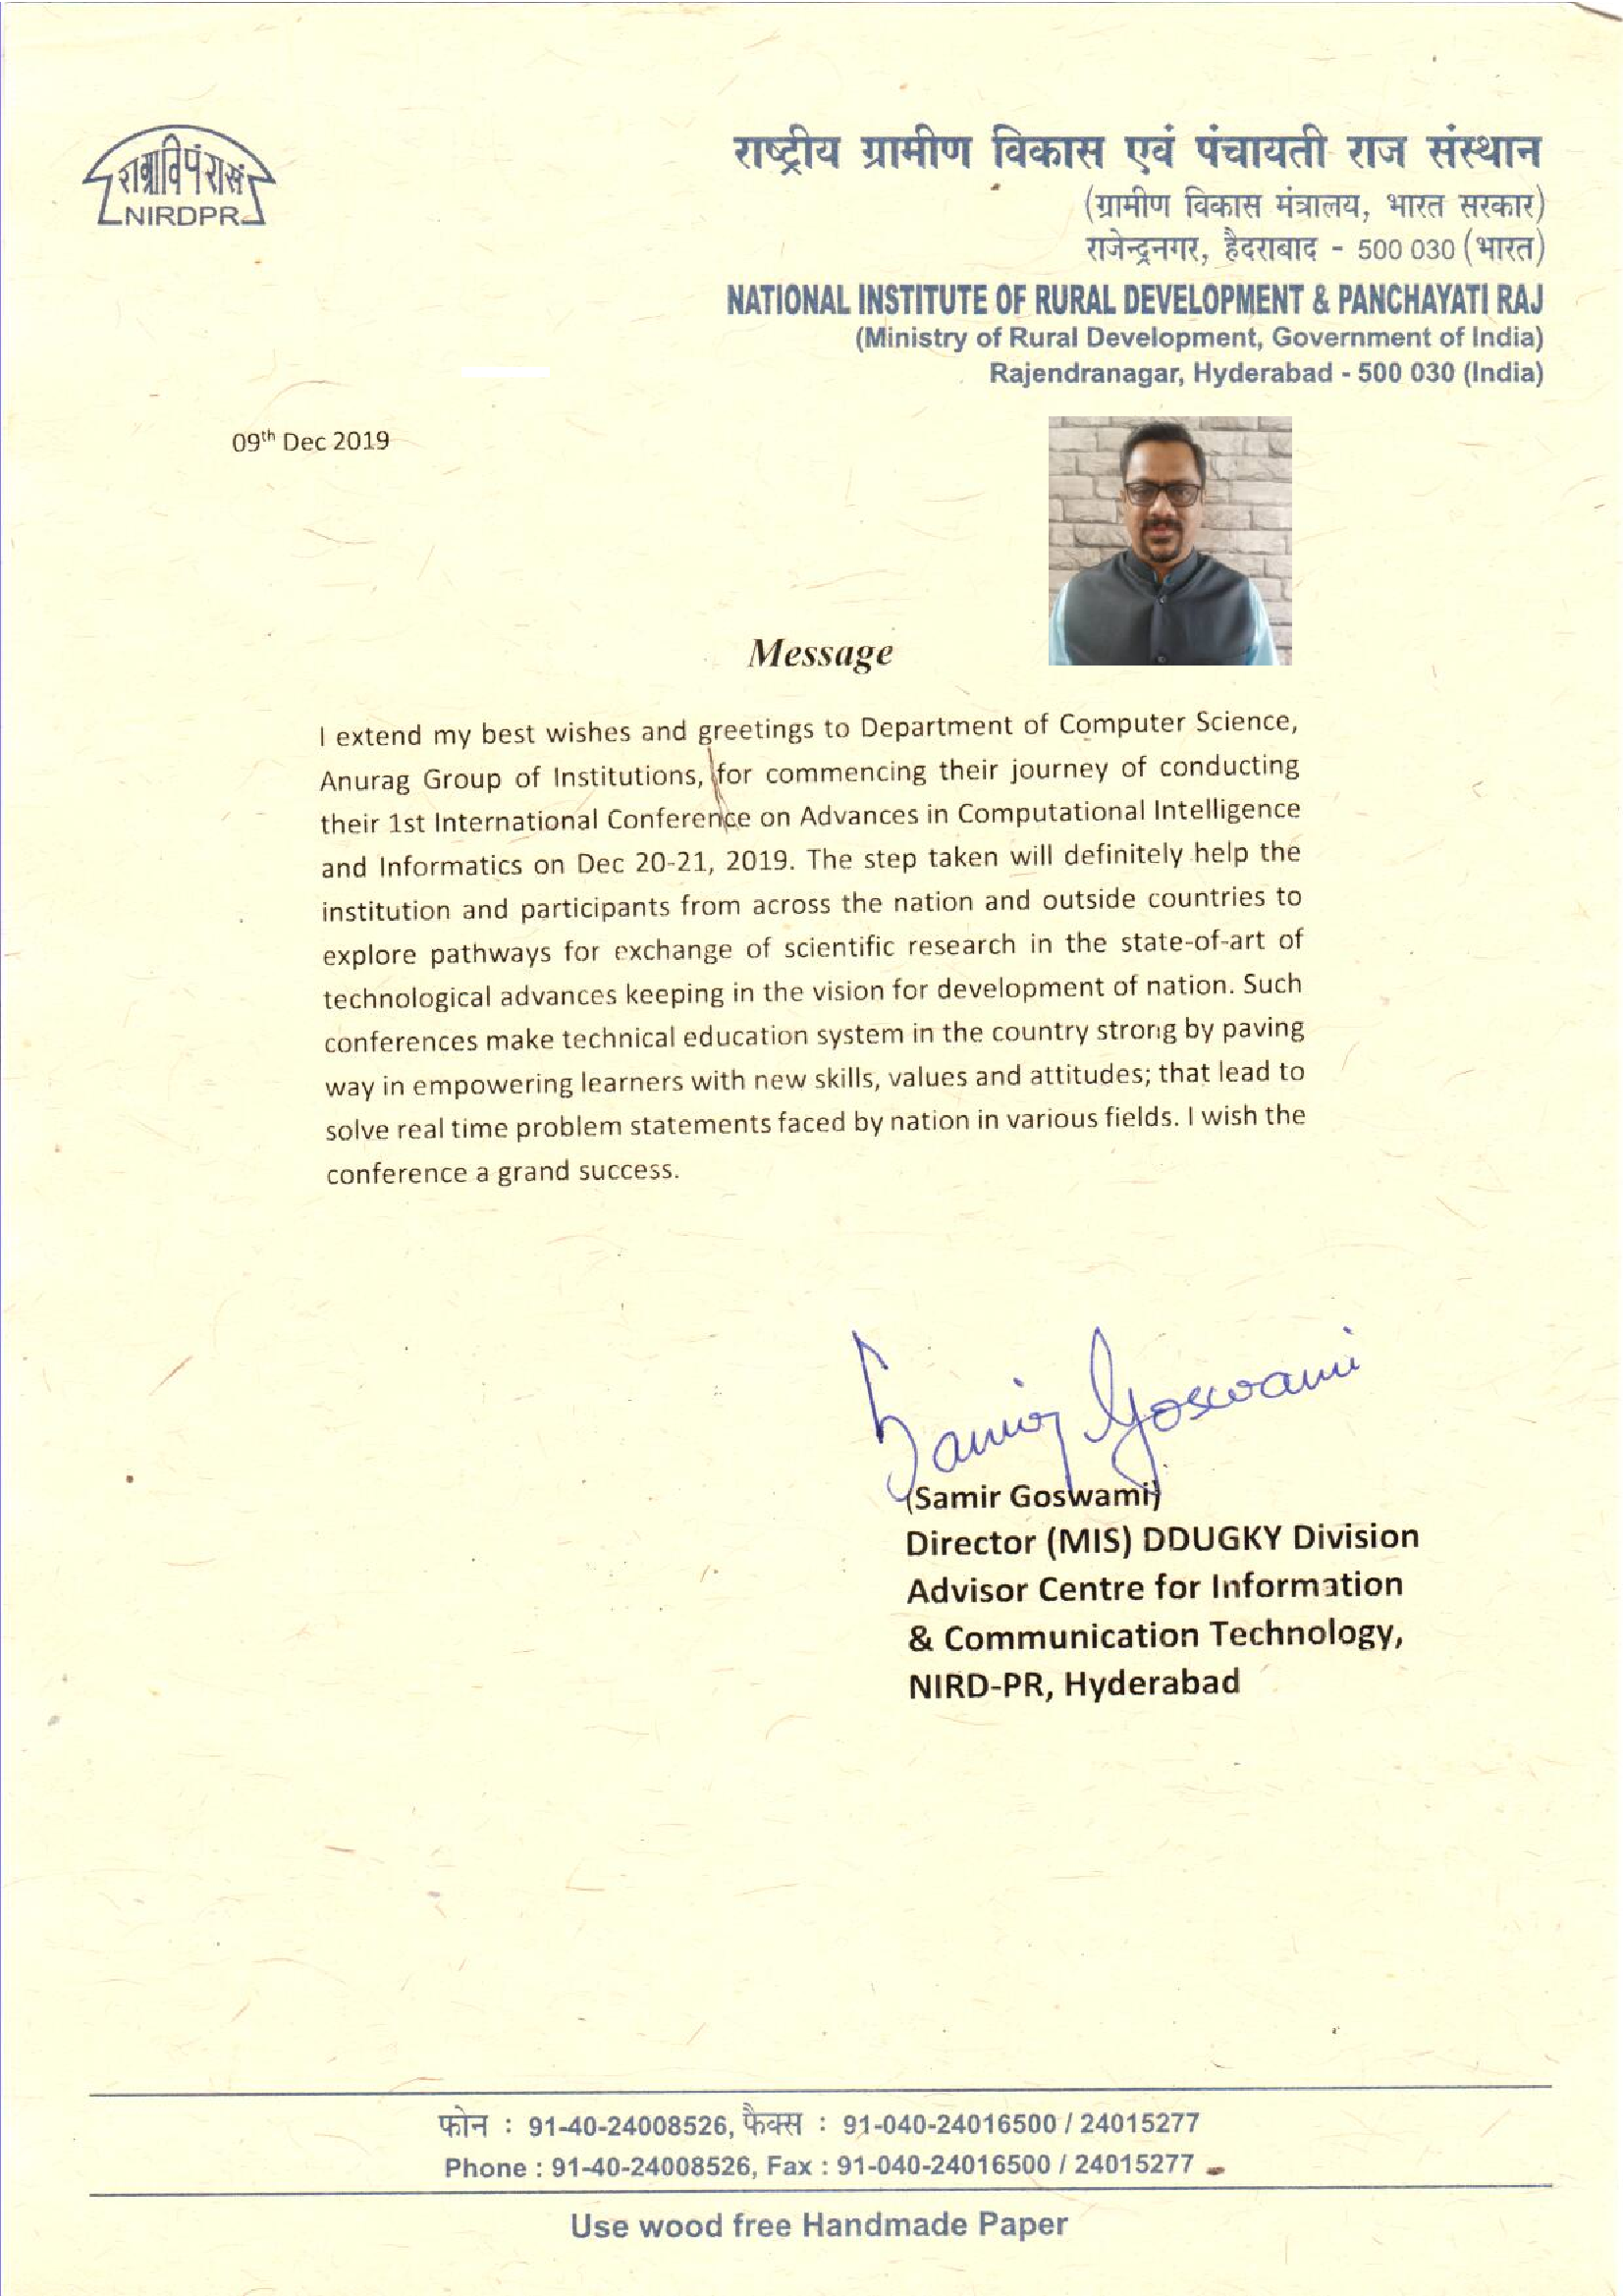 राग्राविपंरासं
NIRDPR
राष्ट्रीय ग्रामीण विकास एवं पंचायती राज संस्थान
(ग्रामीण विकास मंत्रालय, भारत सरकार)
राजेन्द्रनगर, हैदराबाद - 500 030 (भारत)
NATIONAL INSTITUTE OF RURAL DEVELOPMENT & PANCHAYATI RAJ
(Ministry of Rural Development, Government of India)
Rajendranagar, Hyderabad - 500 030 (India)
09th Dec 2019
Message
I extend my best wishes and greetings to Department of Computer Science,
Anurag Group of Institutions, for commencing their journey of conducting
their 1st International Conference on Advances in Computational Intelligence
and Informatics on Dec 20-21, 2019. The step taken will definitely help the
institution and participants from across the nation and outside countries to
explore pathways for exchange of scientific research in the state-of-art of
technological advances keeping in the vision for development of nation. Such
conferences make technical education system in the country strong by paving
way in empowering learners with new skills, values and attitudes; that lead to
solve real time problem statements faced by nation in various fields. I wish the
conference a grand success.
Samir Goswami
(Samir Goswami)
Director (MIS) DDUGKY Division
Advisor Centre for Information
& Communication Technology,
NIRD-PR, Hyderabad
फोन : 91-40-24008526, फैक्स : 91-040-24016500 / 24015277
Phone : 91-40-24008526, Fax : 91-040-24016500 / 24015277
Use wood free Handmade Paper